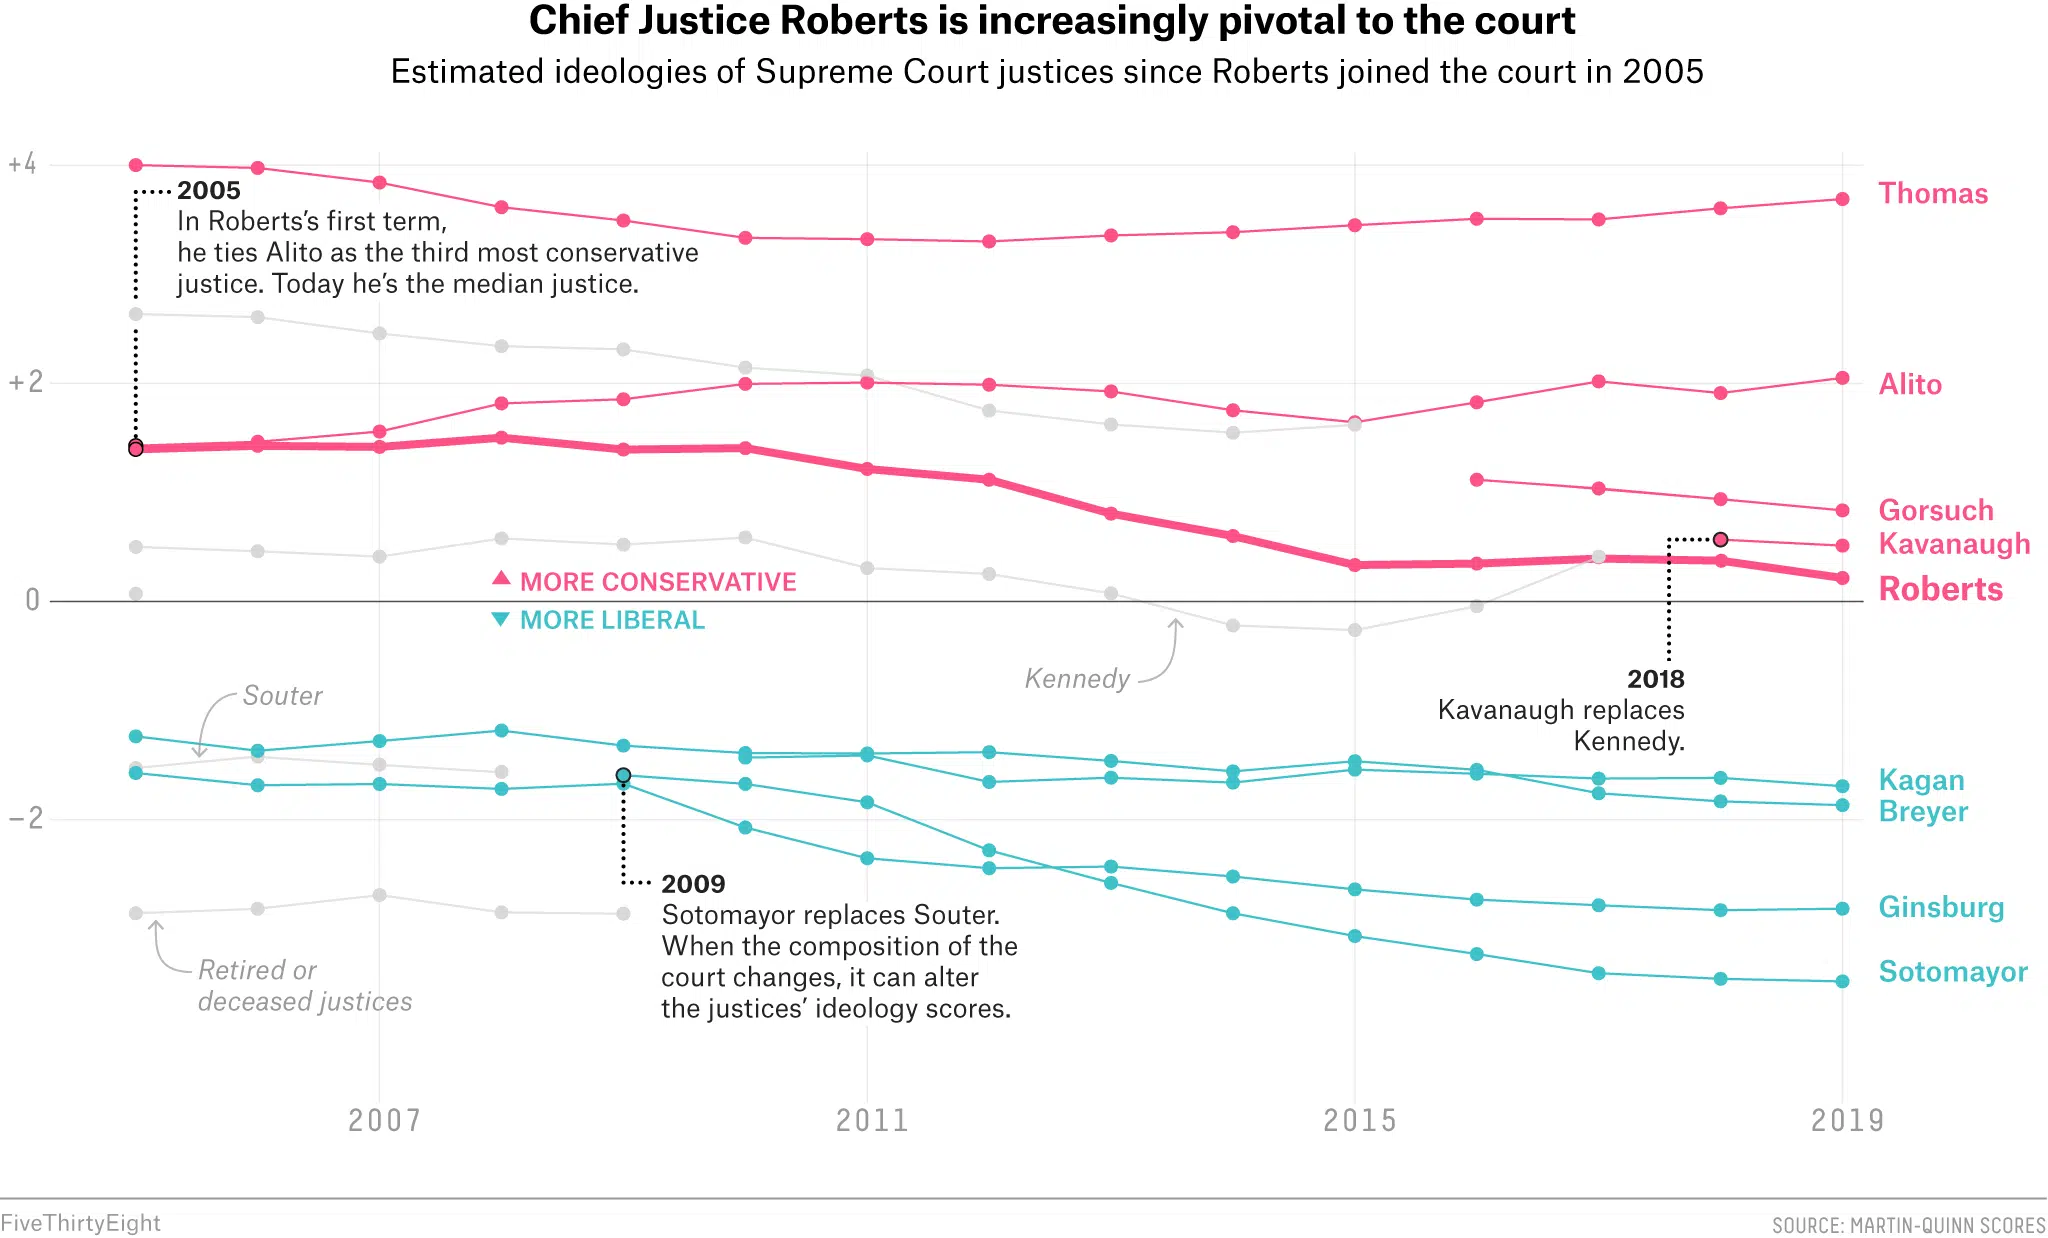 Chief Justice Roberts is increasingly pivotal to the court
Estimated ideologies of Supreme Court justices since Roberts joined the court in 2005
+4
Thomas
2005
In Roberts’s first term,
he ties Alito as the third most conservative
justice. Today he’s the median justice.
+2
Alito
Gorsuch
Kavanaugh
Roberts
MORE CONSERVATIVE
0
MORE LIBERAL
Kennedy
2018
Kavanaugh replaces
Kennedy.
Souter
Kagan
Breyer
−2
2009
Sotomayor replaces Souter.
When the composition of the
court changes, it can alter
the justices’ ideology scores.
Ginsburg
Sotomayor
Retired or
deceased justices
2007
2011
2015
2019
FiveThirtyEight
SOURCE: MARTIN-QUINN SCORES